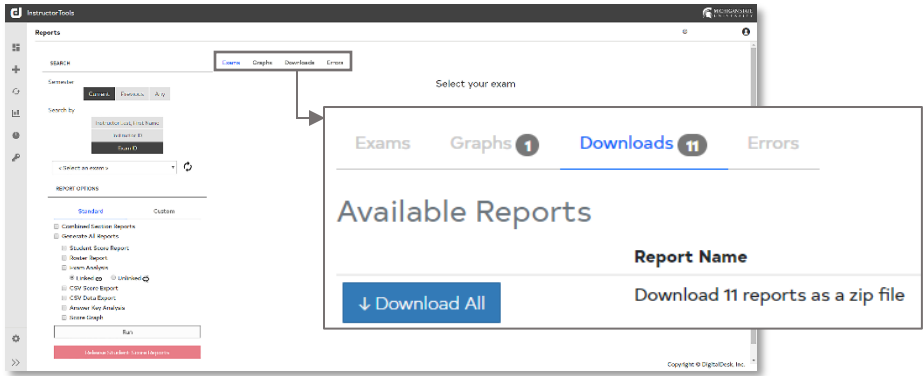 d InstructorTools
MICHIGAN STATE
UNIVERSITY
Reports
SEARCH
Exams Graphs Downloads Errors
Select your exam
Semester
Current Previous Any
Search by
Instructor Last, First Name
Instructor ID
Exam ID
< Select an exam >
REPORT OPTIONS
Standard Custom
Combined Section Reports
Generate All Reports
Student Score Report
Roster Report
Exam Analysis
Linked Unlinked
CSV Score Export
CSV Data Export
Answer Key Analysis
Score Graph
Run
Release Student Score Reports
Exams Graphs 1 Downloads 11 Errors
Available Reports
Report Name
↓ Download All Download 11 reports as a zip file
Copyright © DigitalDesk, Inc.